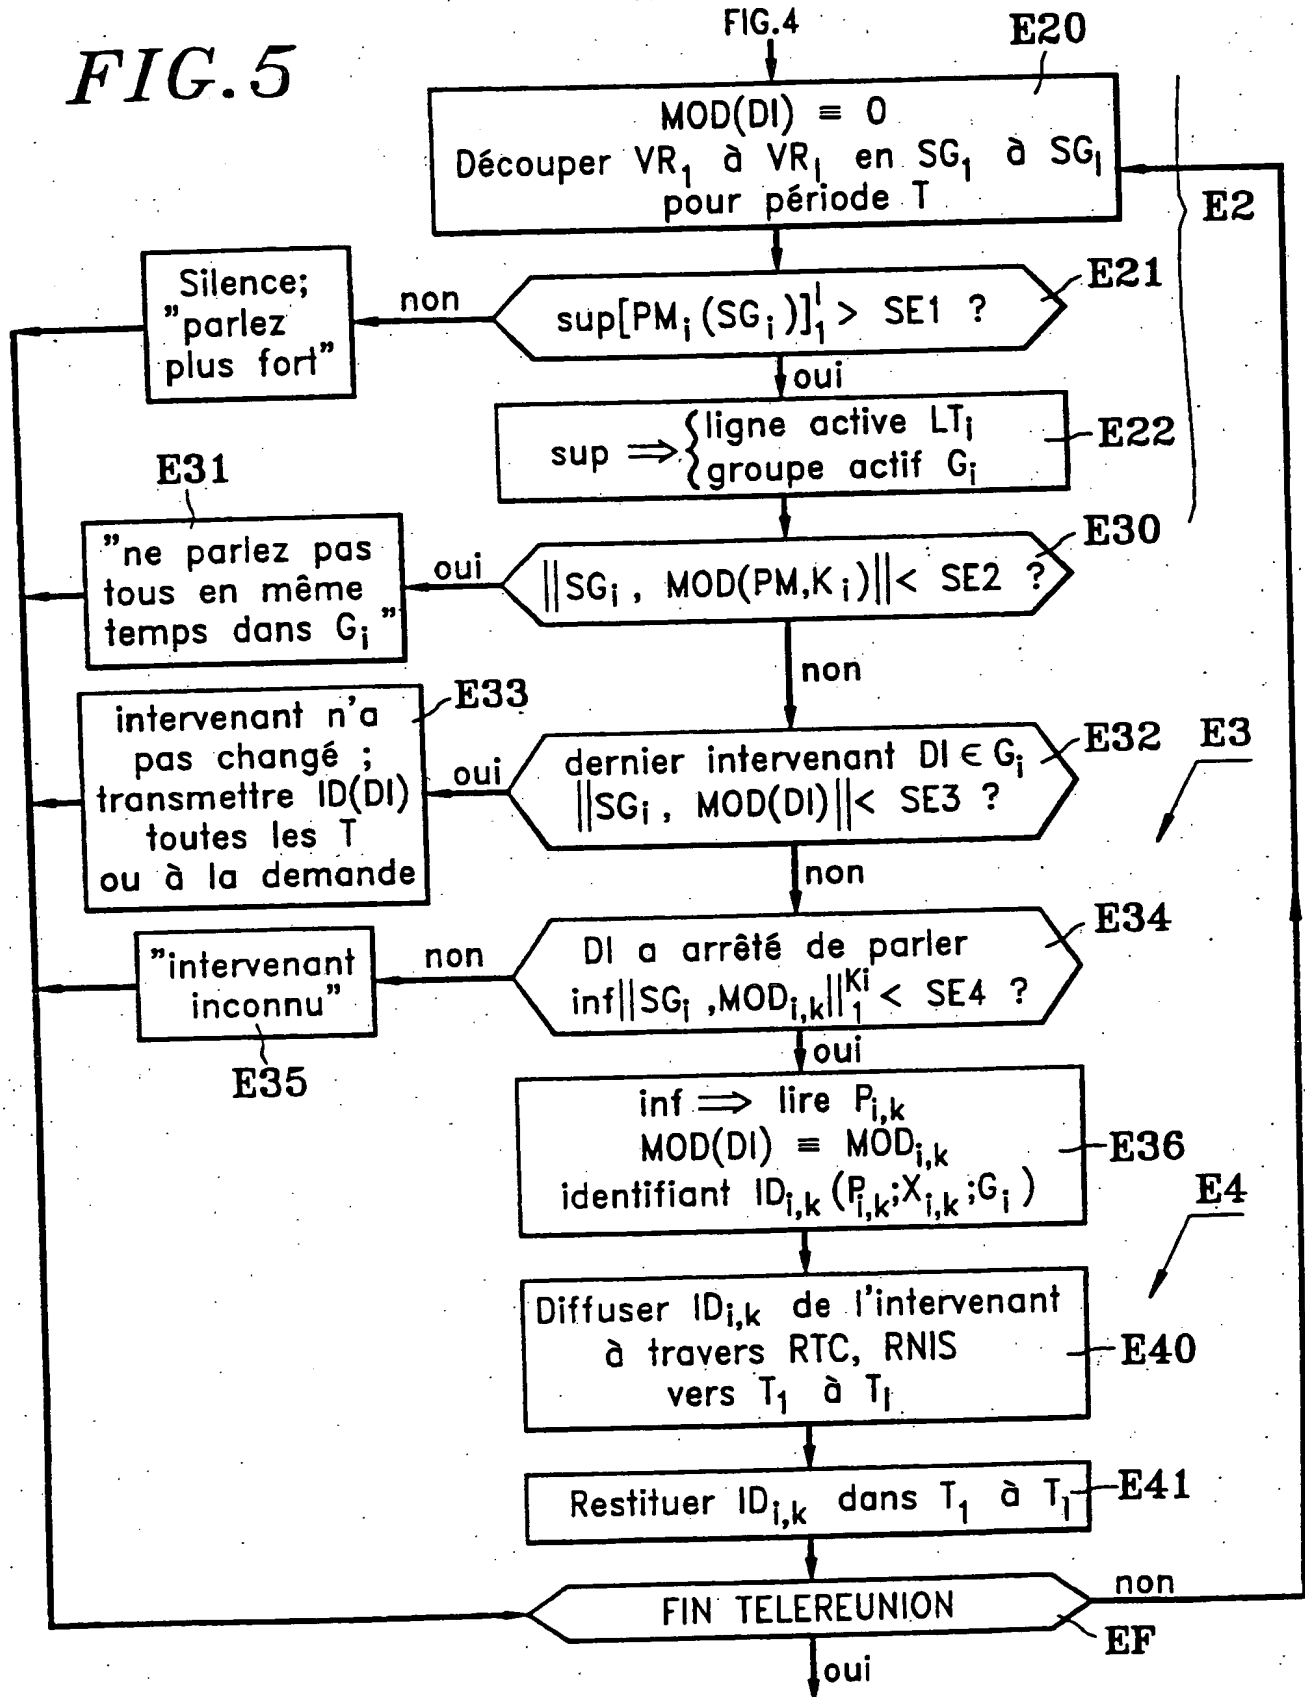 FIG.5
FIG.4
E20
MOD(DI) ≡ 0
Découper VR1 à VRI en SG1 à SGI
pour période T
E2
Silence;
"parlez
plus fort"
non
sup[PMi(SGi)]1I > SE1 ?
E21
oui
sup ⇒ { ligne active LTi
groupe actif Gi
E22
E31
"ne parlez pas
tous en même
temps dans Gi"
oui
||SGi, MOD(PM,Ki)|| < SE2 ?
E30
non
E33
intervenant n'a
pas changé ;
transmettre ID(DI)
toutes les T
ou à la demande
oui
dernier intervenant DI ∈ Gi
||SGi, MOD(DI)|| < SE3 ?
E32
E3
non
"intervenant
inconnu"
E35
non
DI a arrêté de parler
inf||SGi,MODi,k||1Ki < SE4 ?
E34
oui
inf ⇒ lire Pi,k
MOD(DI) ≡ MODi,k
identifiant IDi,k(Pi,k;Xi,k;Gi)
E36
E4
Diffuser IDi,k de l'intervenant
à travers RTC, RNIS
vers T1 à TI
E40
Restituer IDi,k dans T1 à TI
E41
FIN TELEREUNION
non
EF
oui